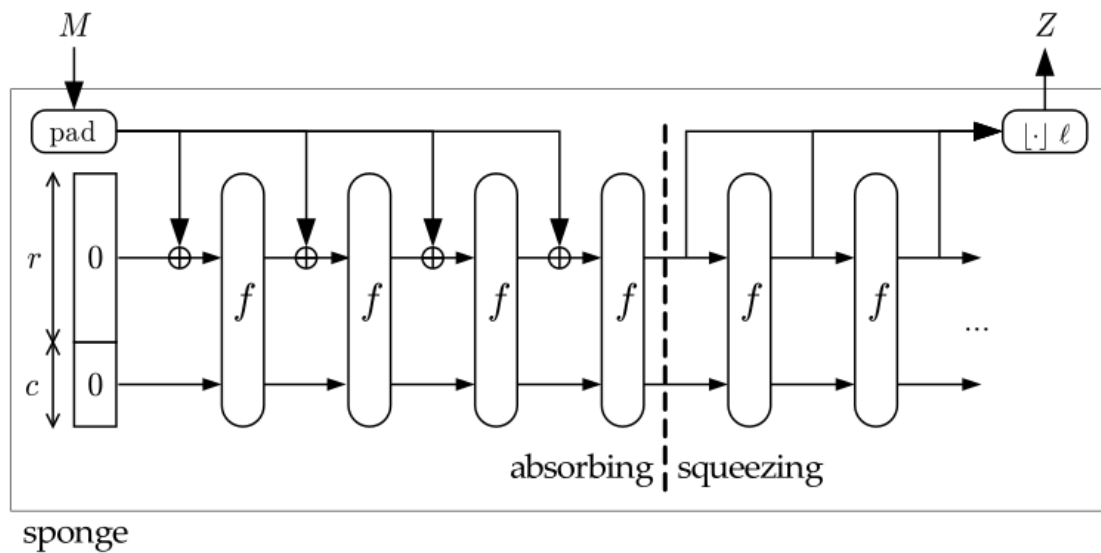 M Z
pad ⌊·⌋ ℓ
r 0 f f f f f f
...
c 0
absorbing squeezing
sponge